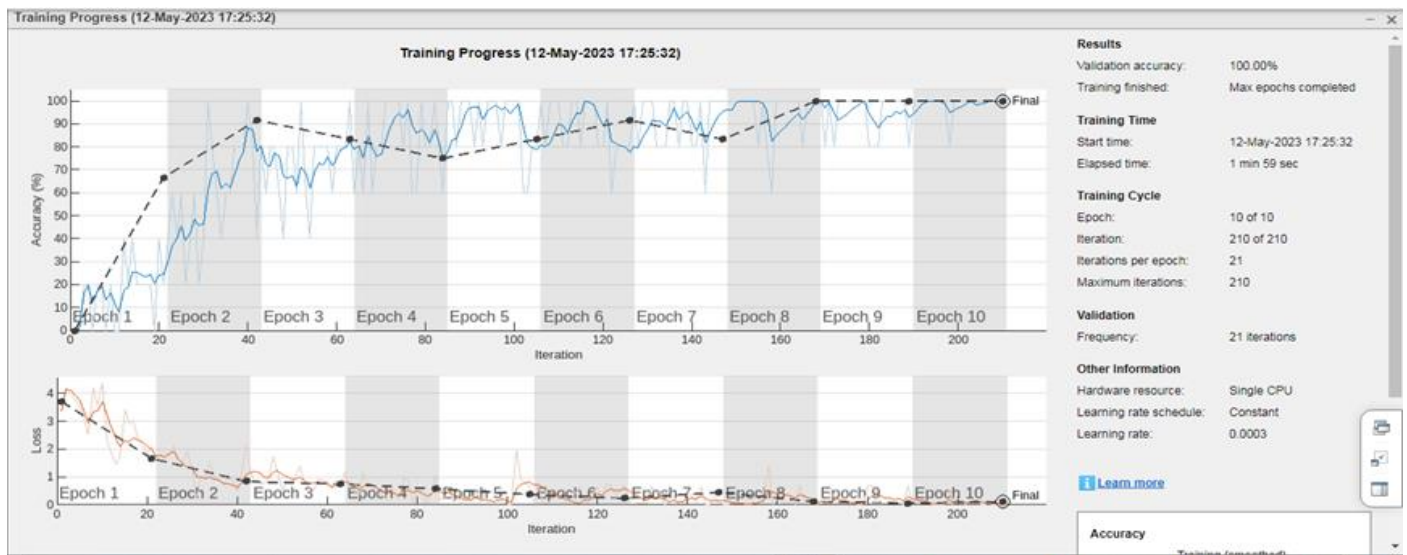 Training Progress (12-May-2023 17:25:32)
Training Progress (12-May-2023 17:25:32)
100
90
80
70
60
50
40
30
20
10
0
Accuracy (%)
Epoch 1 Epoch 2 Epoch 3 Epoch 4 Epoch 5 Epoch 6 Epoch 7 Epoch 8 Epoch 9 Epoch 10
Final
0 20 40 60 80 100 120 140 160 180 200
Iteration
4
3
2
1
0
Loss
Epoch 1 Epoch 2 Epoch 3 Epoch 4 Epoch 5 Epoch 6 Epoch 7 Epoch 8 Epoch 9 Epoch 10
Final
0 20 40 60 80 100 120 140 160 180 200
Iteration
Results
Validation accuracy: 100.00%
Training finished: Max epochs completed
Training Time
Start time: 12-May-2023 17:25:32
Elapsed time: 1 min 59 sec
Training Cycle
Epoch: 10 of 10
Iteration: 210 of 210
Iterations per epoch: 21
Maximum iterations: 210
Validation
Frequency: 21 iterations
Other Information
Hardware resource: Single CPU
Learning rate schedule: Constant
Learning rate: 0.0003
Learn more
Accuracy
Training (smoothed)